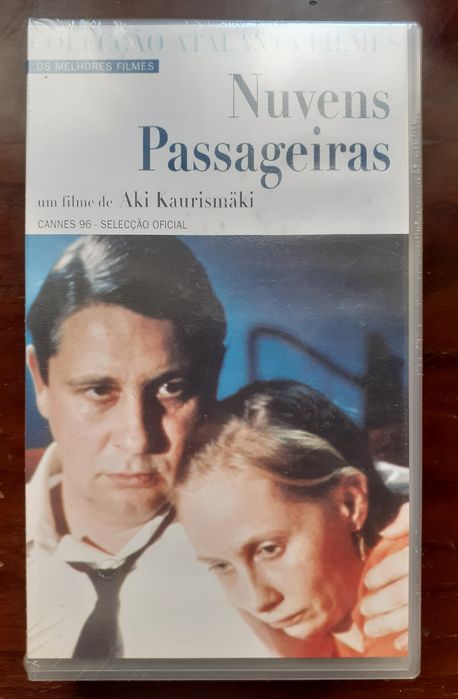 COLECÇÃO ATALANTA FILMES
OS MELHORES FILMES
Nuvens
Passageiras
um filme de Aki Kaurismäki
CANNES 96 - SELECÇÃO OFICIAL